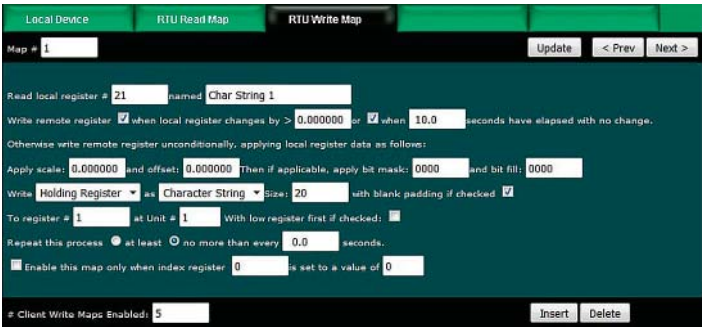 Local Device RTU Read Map RTU Write Map
Map # 1 Update < Prev Next >
Read local register # 21 named Char String 1
Write remote register when local register changes by > 0.000000 or when 10.0 seconds have elapsed with no change.
Otherwise write remote register unconditionally, applying local register data as follows:
Apply scale: 0.000000 and offset: 0.000000 Then if applicable, apply bit mask: 0000 and bit fill: 0000
Write Holding Register as Character String Size: 20 with blank padding if checked
To register # 1 at Unit # 1 With low register first if checked:
Repeat this process at least no more than every 0.0 seconds.
Enable this map only when index register 0 is set to a value of 0
# Client Write Maps Enabled: 5 Insert Delete